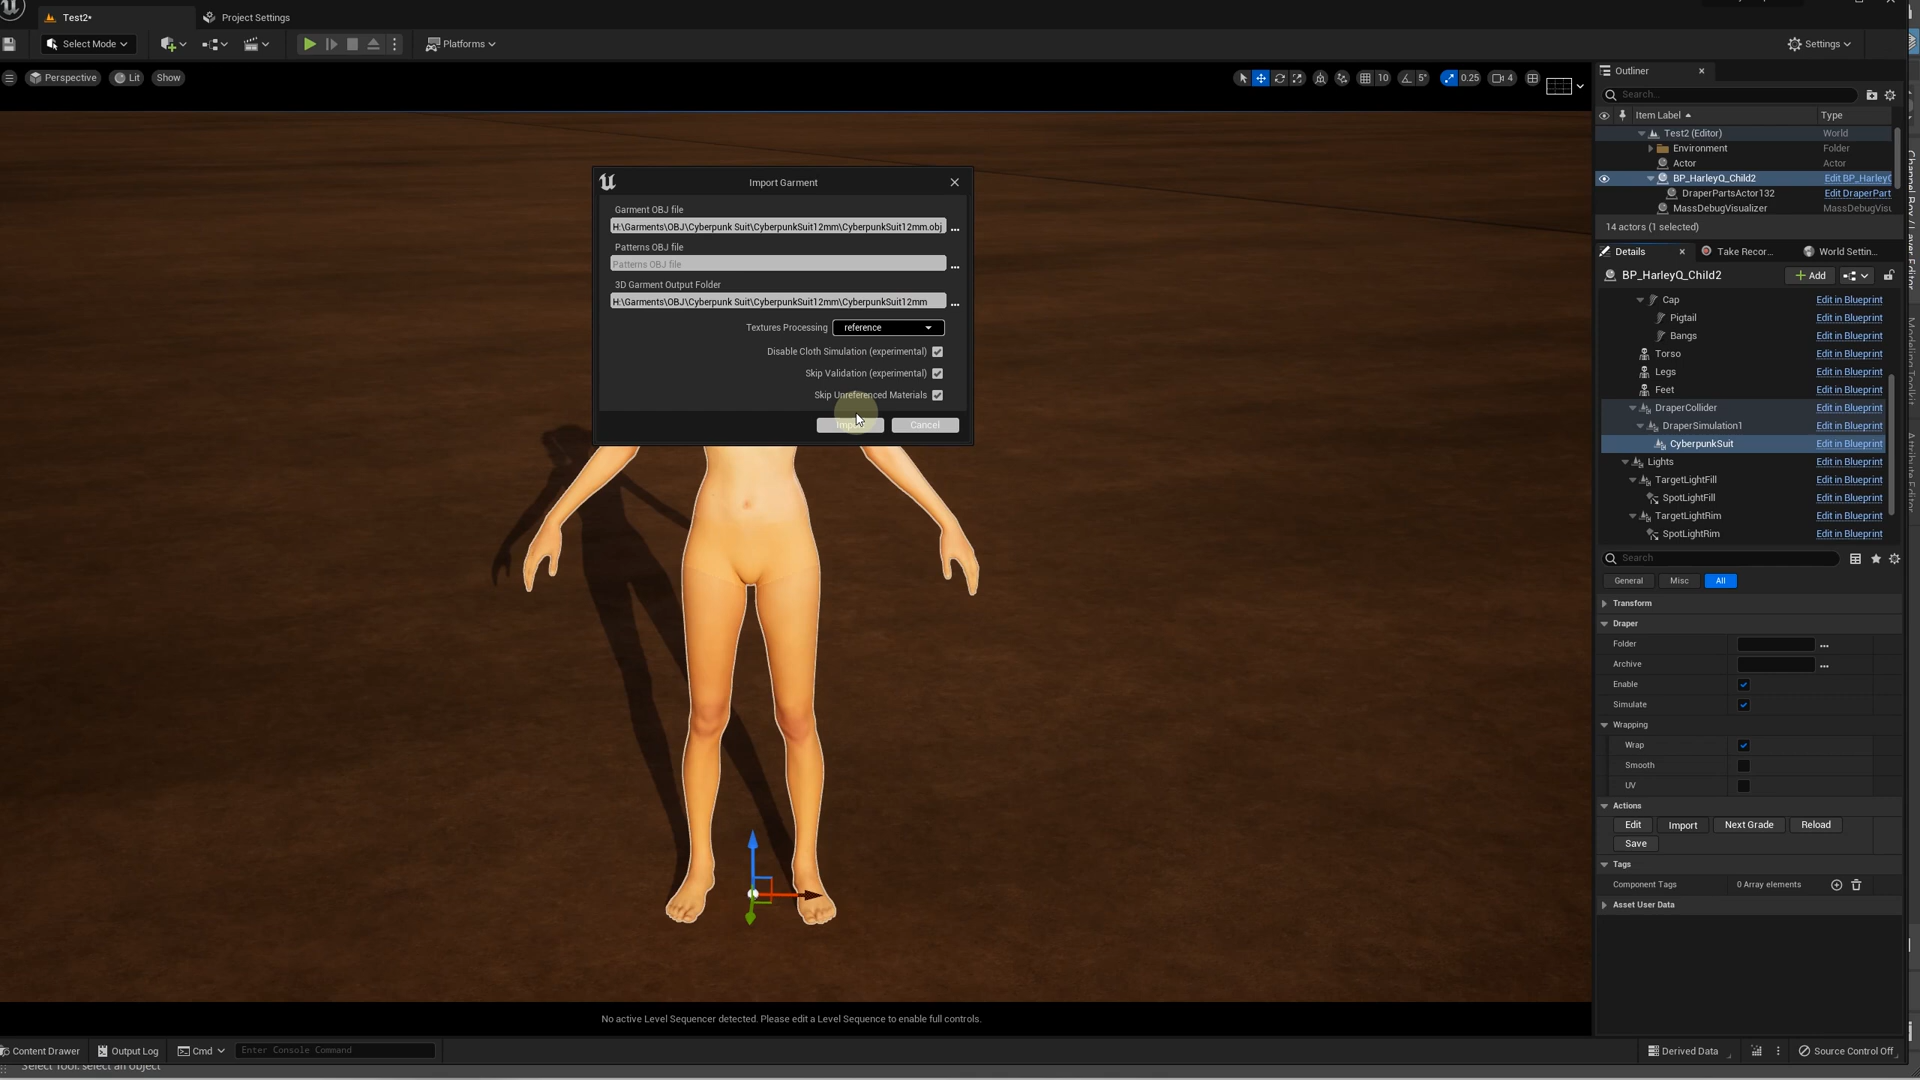 Test2*
Project Settings
Select Mode
Platforms
Settings
Perspective
Lit
Show
10
5°
0.25
4
Outliner
Search...
Item Label
Type
Test2 (Editor)
World
Environment
Folder
Actor
Actor
BP_HarleyQ_Child2
Edit BP_HarleyQ
DraperPartsActor132
Edit DraperPart
MassDebugVisualizer
MassDebugVisu
14 actors (1 selected)
Import Garment
Garment OBJ file
H:\Garments\OBJ\Cyberpunk Suit\CyberpunkSuit12mm\CyberpunkSuit12mm.obj
...
Patterns OBJ file
Patterns OBJ file
...
3D Garment Output Folder
H:\Garments\OBJ\Cyberpunk Suit\CyberpunkSuit12mm\CyberpunkSuit12mm
...
Textures Processing
reference
Disable Cloth Simulation (experimental)
Skip Validation (experimental)
Skip Unreferenced Materials
Cancel
Details
Take Recor...
World Settin...
BP_HarleyQ_Child2
Add
Cap
Edit in Blueprint
Pigtail
Edit in Blueprint
Bangs
Edit in Blueprint
Torso
Edit in Blueprint
Legs
Edit in Blueprint
Feet
Edit in Blueprint
DraperCollider
Edit in Blueprint
DraperSimulation1
Edit in Blueprint
CyberpunkSuit
Edit in Blueprint
Lights
Edit in Blueprint
TargetLightFill
Edit in Blueprint
SpotLightFill
Edit in Blueprint
TargetLightRim
Edit in Blueprint
SpotLightRim
Edit in Blueprint
Search
General
Misc
All
Transform
Draper
Folder
...
Archive
...
Enable
Simulate
Wrapping
Wrap
Smooth
UV
Actions
Edit
Import
Next Grade
Reload
Save
Tags
Component Tags
0 Array elements
Asset User Data
No active Level Sequencer detected. Please edit a Level Sequence to enable full controls.
Content Drawer
Output Log
Cmd
Enter Console Command
Derived Data
Source Control Off
Select Tool: select an object